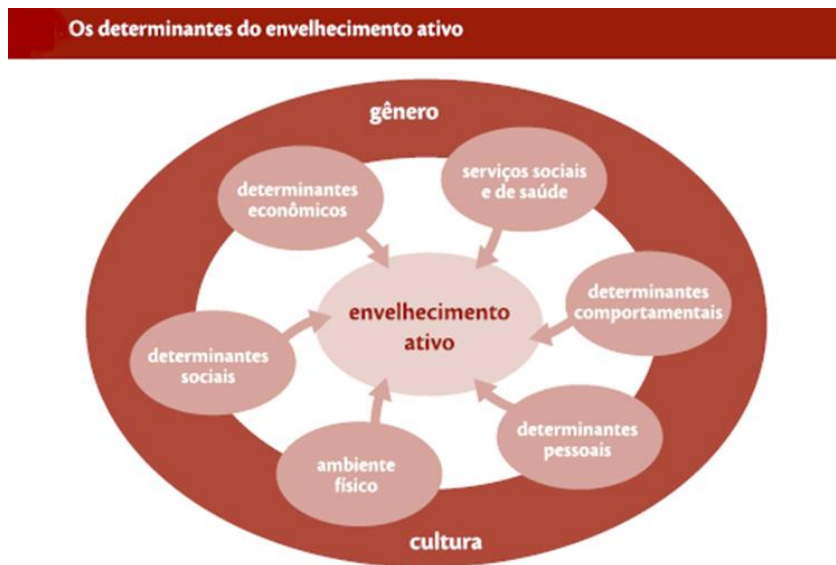 Os determinantes do envelhecimento ativo
gênero
serviços sociais
e de saúde
determinantes
econômicos
determinantes
comportamentais
envelhecimento
ativo
determinantes
sociais
determinantes
pessoais
ambiente
físico
cultura